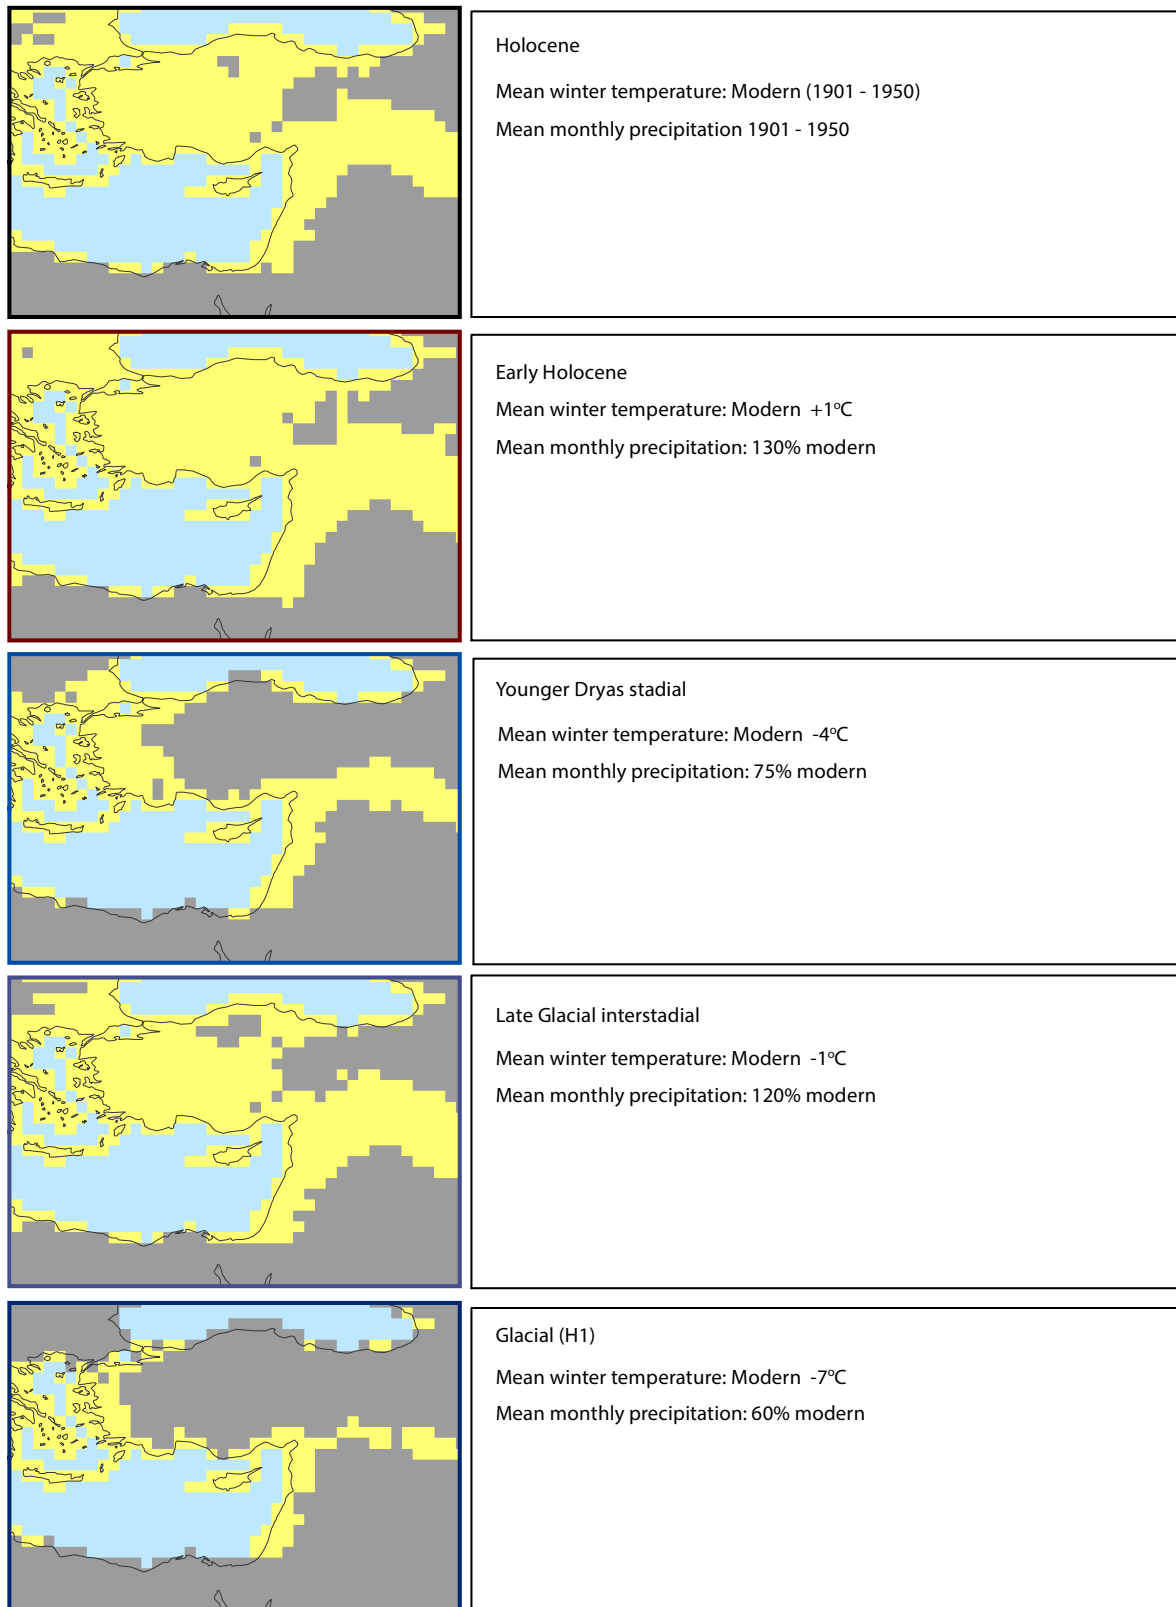 Holocene
Mean winter temperature: Modern (1901 - 1950)
Mean monthly precipitation 1901 - 1950
Early Holocene
Mean winter temperature: Modern +1°C
Mean monthly precipitation: 130% modern
Younger Dryas stadial
Mean winter temperature: Modern -4°C
Mean monthly precipitation: 75% modern
Late Glacial interstadial
Mean winter temperature: Modern -1°C
Mean monthly precipitation: 120% modern
Glacial (H1)
Mean winter temperature: Modern -7°C
Mean monthly precipitation: 60% modern